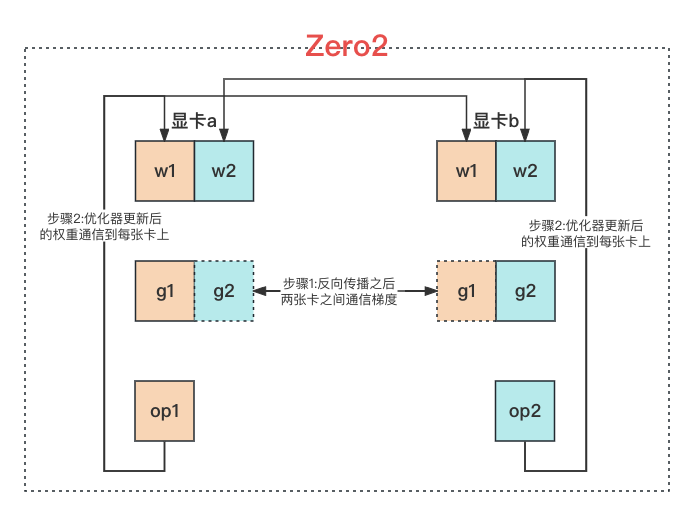 Zero2
显卡a
显卡b
w1
w2
w1
w2
步骤2:优化器更新后
的权重通信到每张卡上
步骤2:优化器更新后
的权重通信到每张卡上
g1
g2
步骤1:反向传播之后
两张卡之间通信梯度
g1
g2
op1
op2